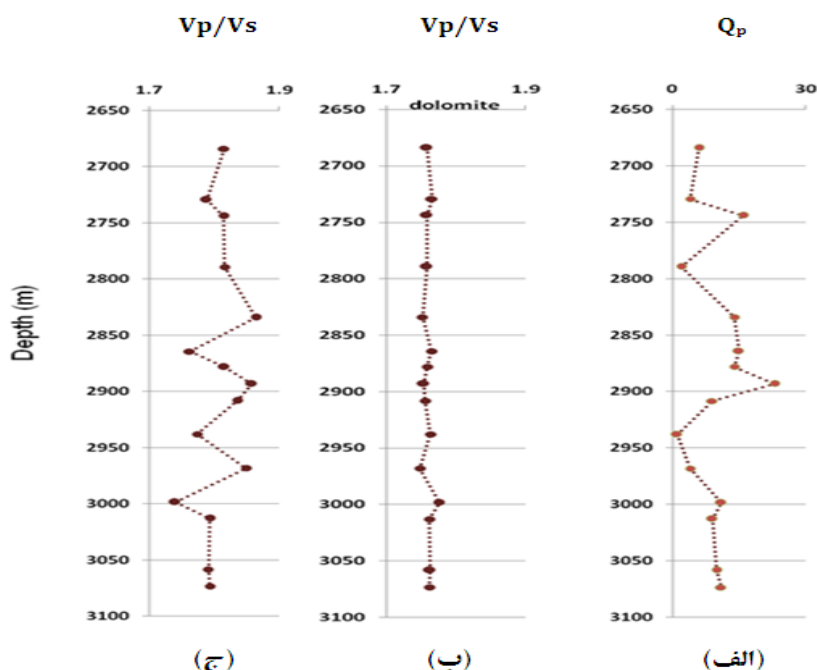 Vp/Vs Vp/Vs Qₚ
1.7 1.9 1.7 1.9 0 30
dolomite
2650 2650 2650
2700 2700 2700
2750 2750 2750
2800 2800 2800
2850 2850 2850
2900 2900 2900
2950 2950 2950
3000 3000 3000
3050 3050 3050
3100 3100 3100
Depth (m)
(ج) (ب) (الف)